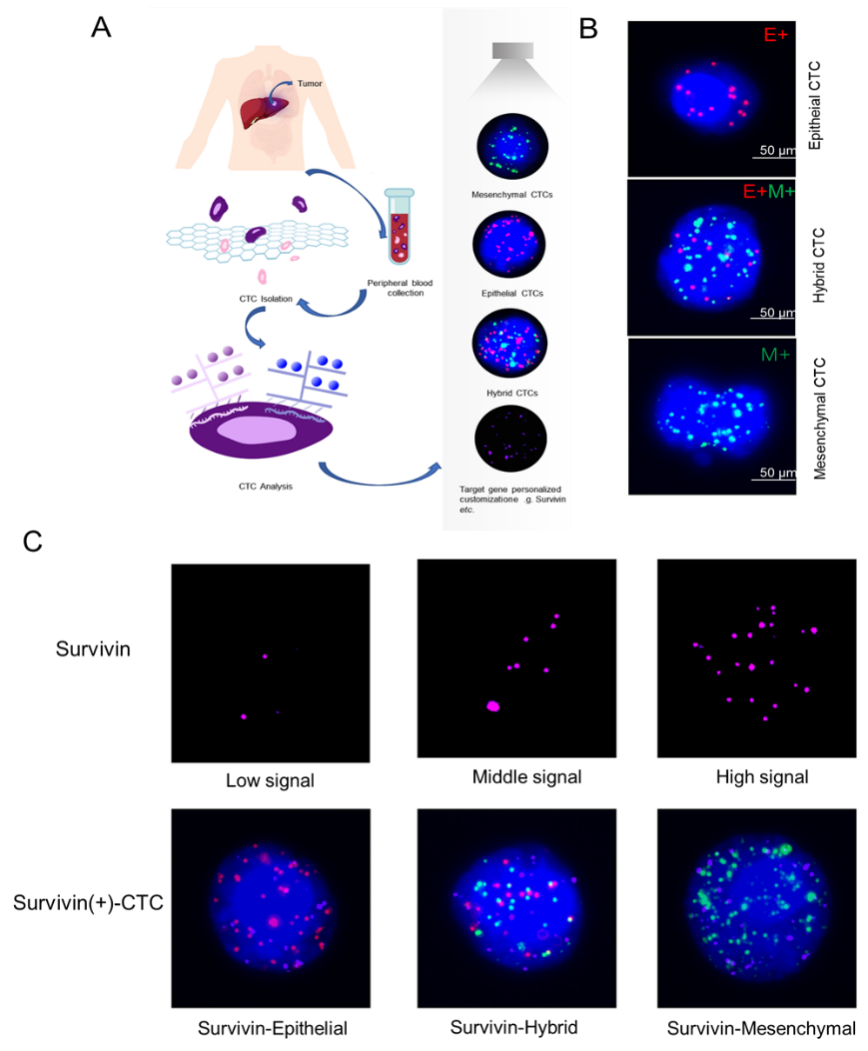 A
Tumor
CTC Isolation
Peripheral blood
collection
CTC Analysis
Mesenchymal CTCs
Epithelial CTCs
Hybrid CTCs
Target gene personalized
customizatione .g. Survivin
etc.
B
E+
50 μm
Epitheial CTC
E+M+
50 μm
Hybrid CTC
M+
50 μm
Mesenchymal CTC
C
Survivin
Low signal
Middle signal
High signal
Survivin(+)-CTC
Survivin-Epithelial
Survivin-Hybrid
Survivin-Mesenchymal